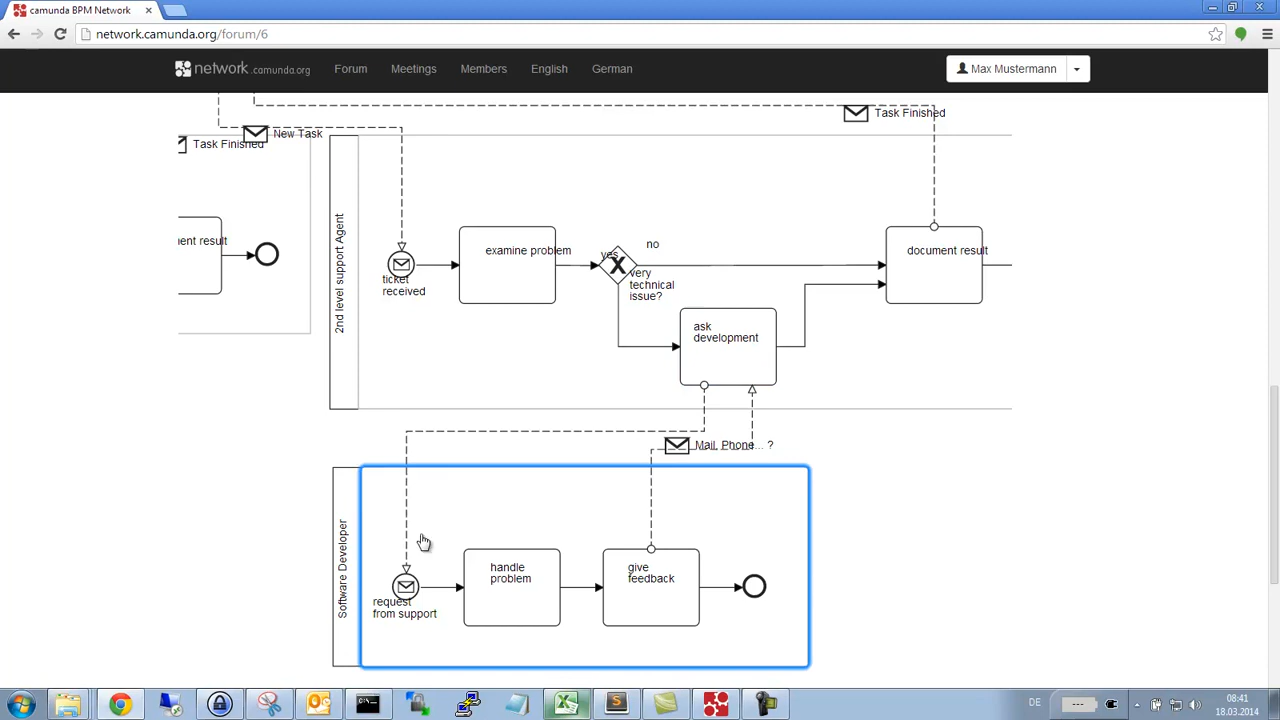 camunda BPM Network
network.camunda.org/forum/6
network.camunda.org
Forum
Meetings
Members
English
German
Max Mustermann
Task Finished
New Task
Task Finished
2nd level support Agent
ent result
ticket
received
examine problem
yes
no
very
technical
issue?
document result
ask
development
Mail, Phone... ?
Software Developer
request
from support
handle
problem
give
feedback
DE
08:41
18.03.2014